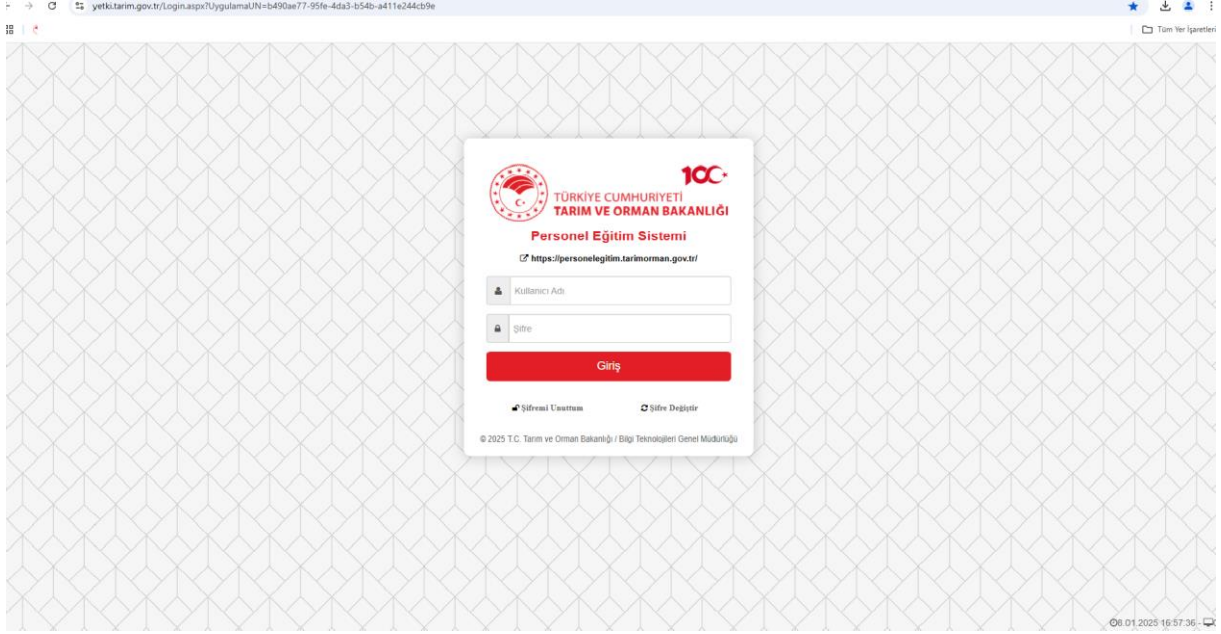 yetki.tarim.gov.tr/Login.aspx?UygulamaUN=b490ae77-95fe-4da3-b54b-a411e244cb9e
Tüm Yer İşaretleri
100
TÜRKİYE CUMHURİYETİ
TARIM VE ORMAN BAKANLIĞI
Personel Eğitim Sistemi
https://personelegitim.tarimorman.gov.tr/
Kullanıcı Adı
Şifre
Giriş
Şifremi Unuttum
Şifre Değiştir
© 2025 T.C. Tarım ve Orman Bakanlığı / Bilgi Teknolojileri Genel Müdürlüğü
08.01.2025 16:57:36 -